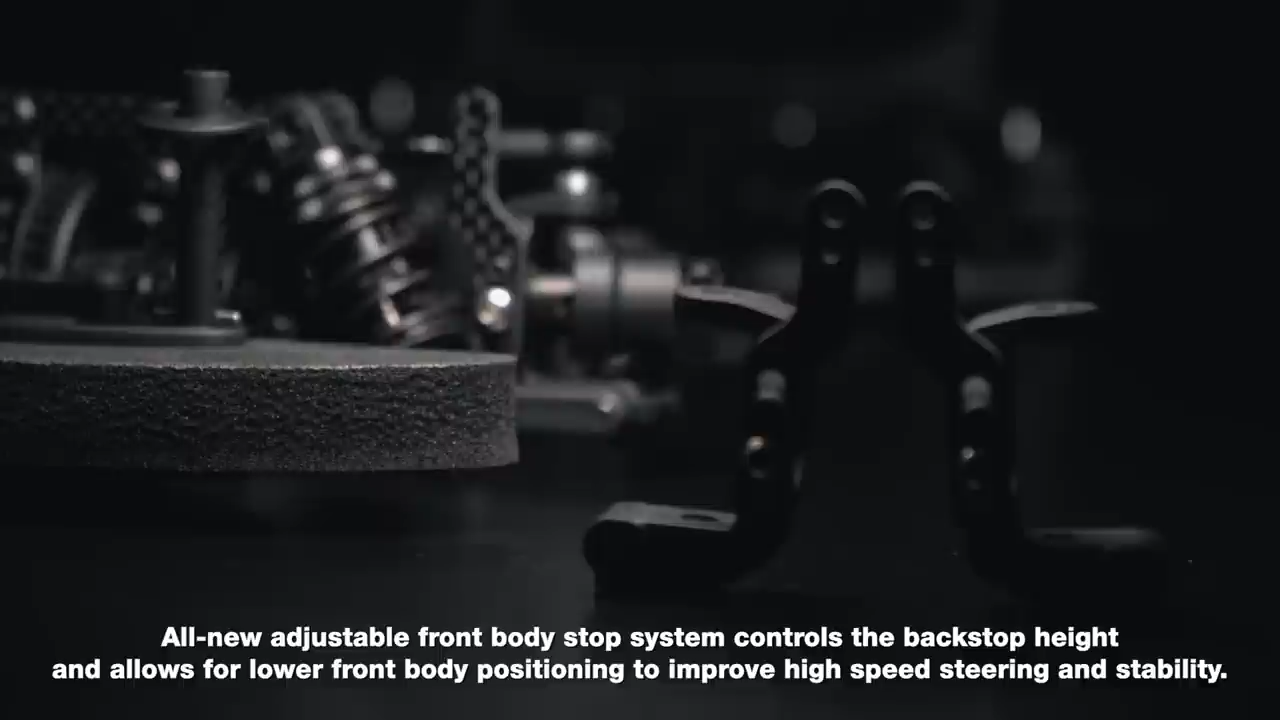 All-new adjustable front body stop system controls the backstop height
and allows for lower front body positioning to improve high speed steering and stability.